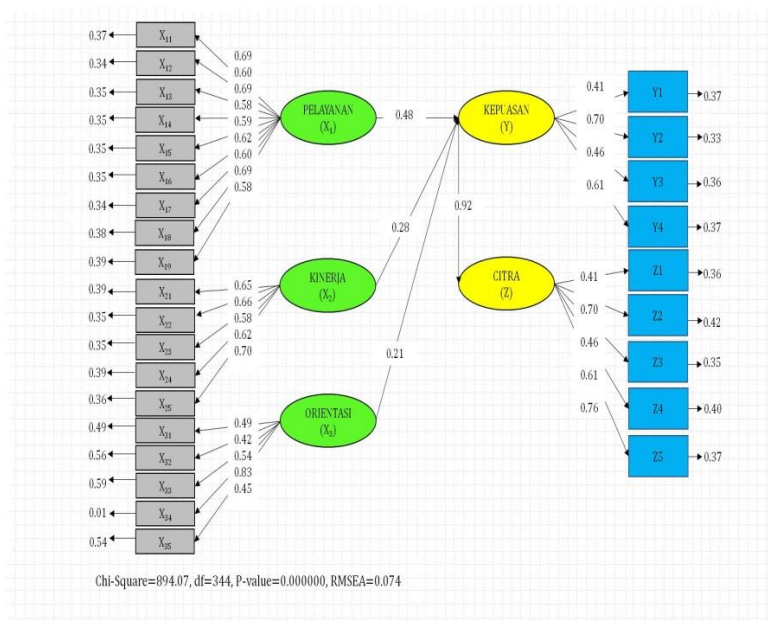 0.37
0.34
0.35
0.35
0.35
0.35
0.34
0.38
0.39
0.39
0.35
0.35
0.39
0.36
0.49
0.56
0.59
0.01
0.54
X₁₁
X₁₂
X₁₃
X₁₄
X₁₅
X₁₆
X₁₇
X₁₈
X₁₉
X₂₁
X₂₂
X₂₃
X₂₄
X₂₅
X₃₁
X₃₂
X₃₃
X₃₄
X₃₅
0.69
0.60
0.69
0.58
0.59
0.62
0.60
0.69
0.58
0.65
0.66
0.58
0.62
0.70
0.49
0.42
0.54
0.83
0.45
PELAYANAN
(X₁)
KINERJA
(X₂)
ORIENTASI
(X₃)
0.48
0.28
0.21
KEPUASAN
(Y)
0.92
CITRA
(Z)
0.41
0.70
0.46
0.61
0.41
0.70
0.46
0.61
0.76
Y1
Y2
Y3
Y4
Z1
Z2
Z3
Z4
Z5
0.37
0.33
0.36
0.37
0.36
0.42
0.35
0.40
0.37
Chi-Square=894.07, df=344, P-value=0.000000, RMSEA=0.074